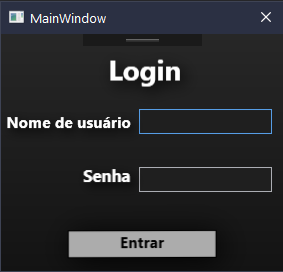 MainWindow
Login
Nome de usuário
Senha
Entrar